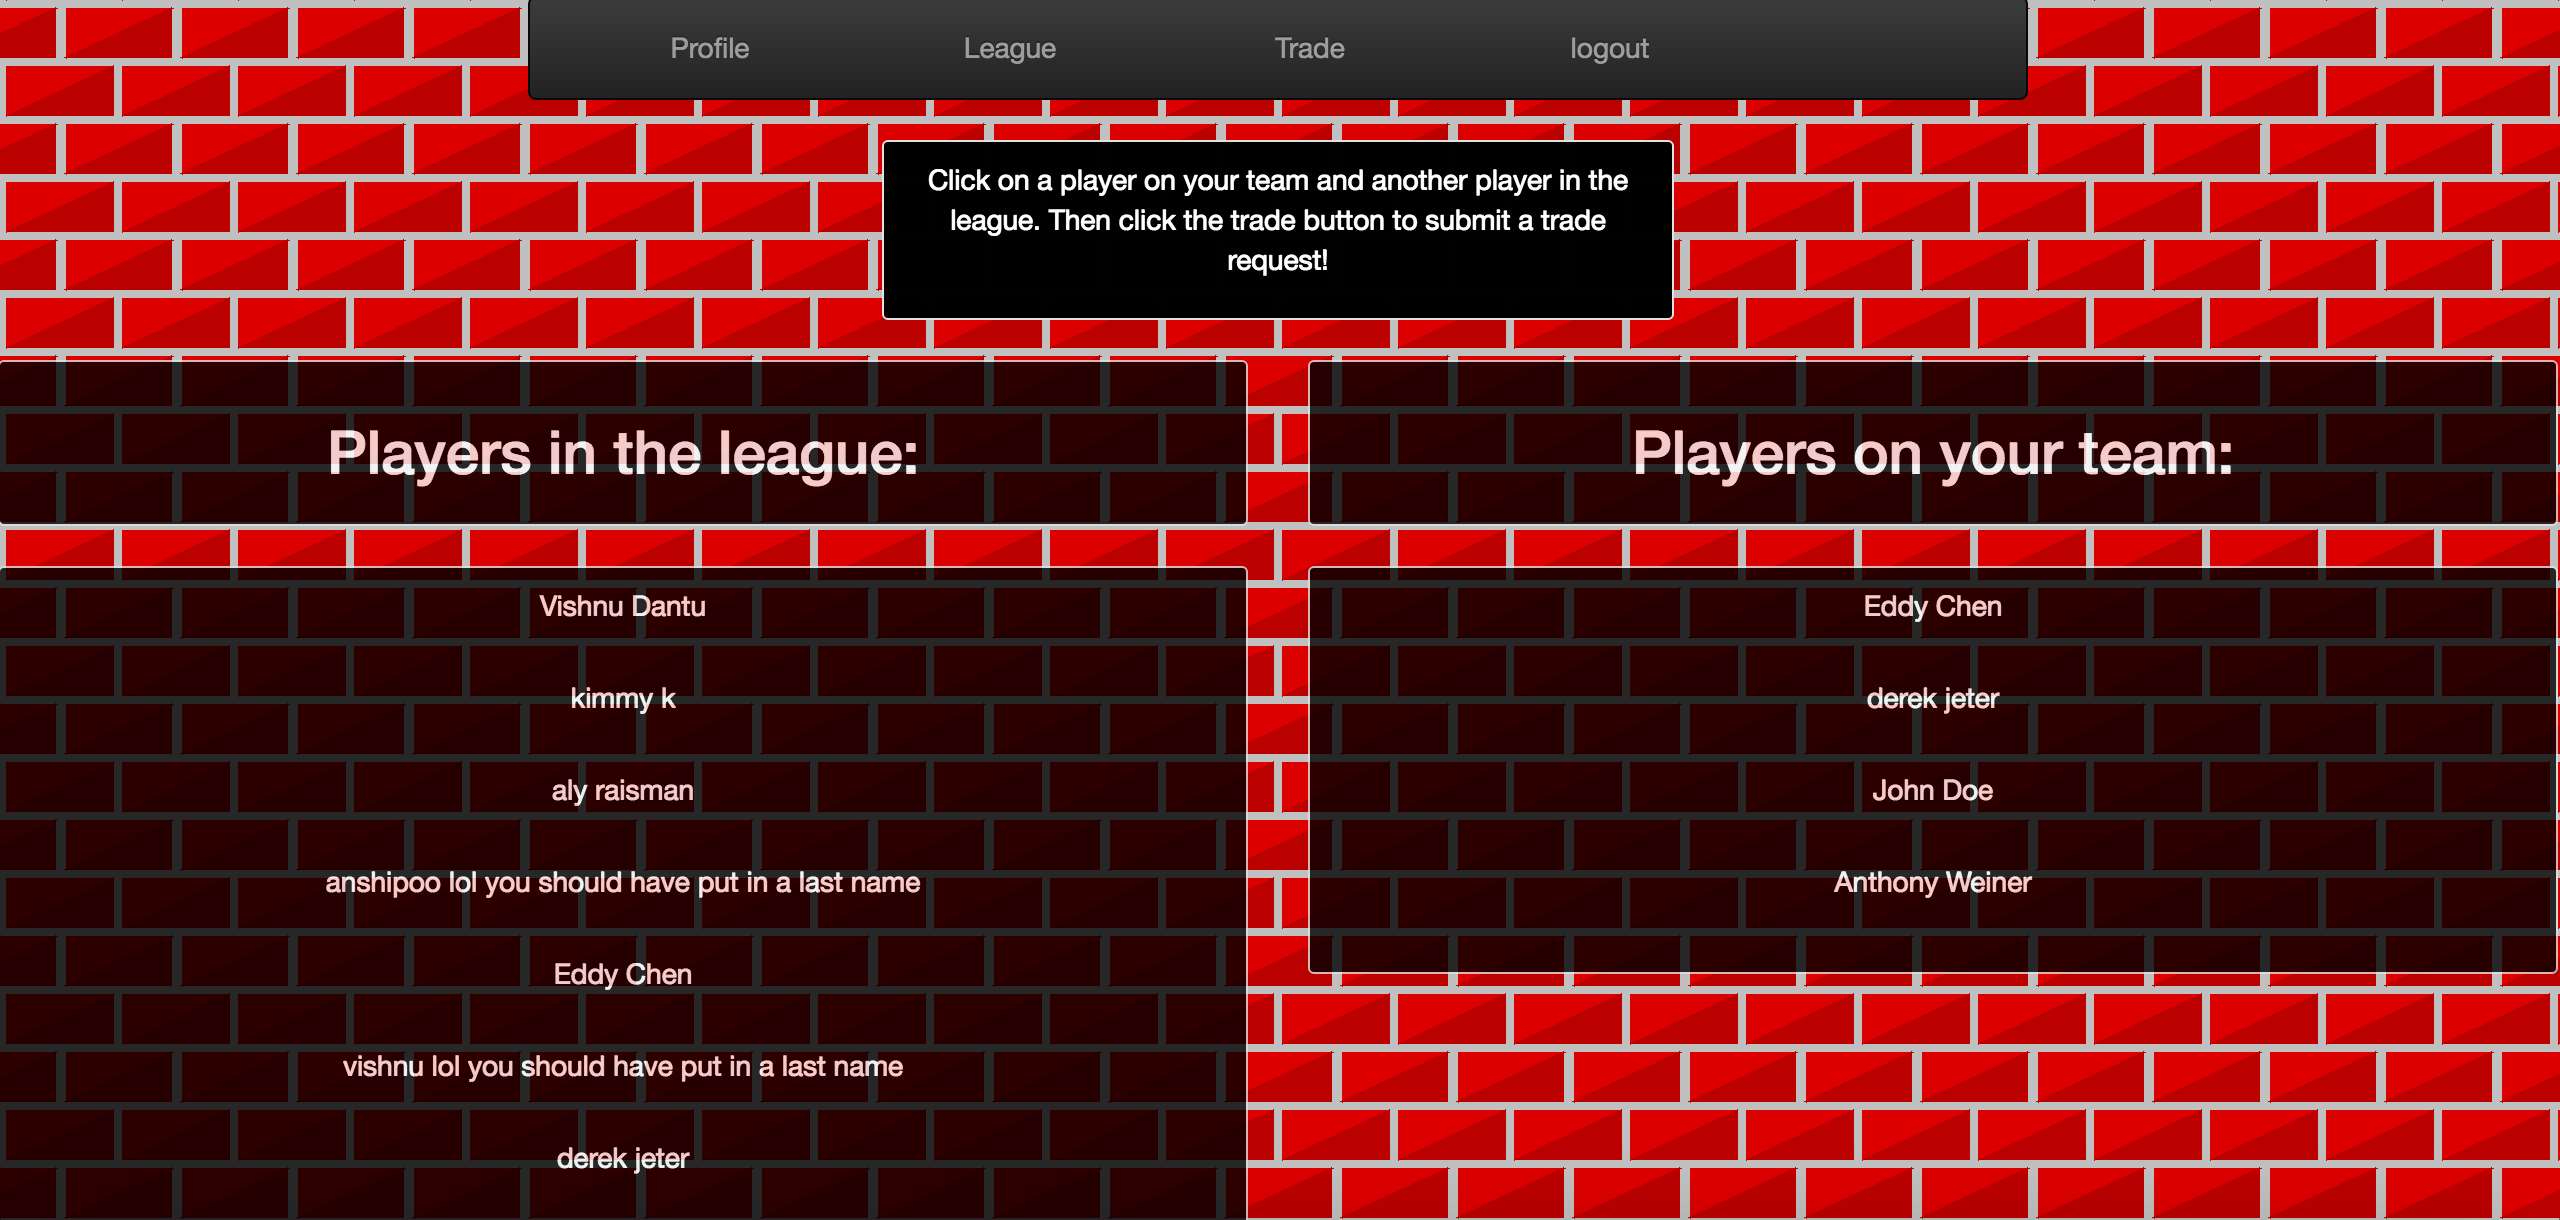 Profile League Trade logout
Click on a player on your team and another player in the
league. Then click the trade button to submit a trade
request!
Players in the league:
Vishnu Dantu
kimmy k
aly raisman
anshipoo lol you should have put in a last name
Eddy Chen
vishnu lol you should have put in a last name
derek jeter
Players on your team:
Eddy Chen
derek jeter
John Doe
Anthony Weiner